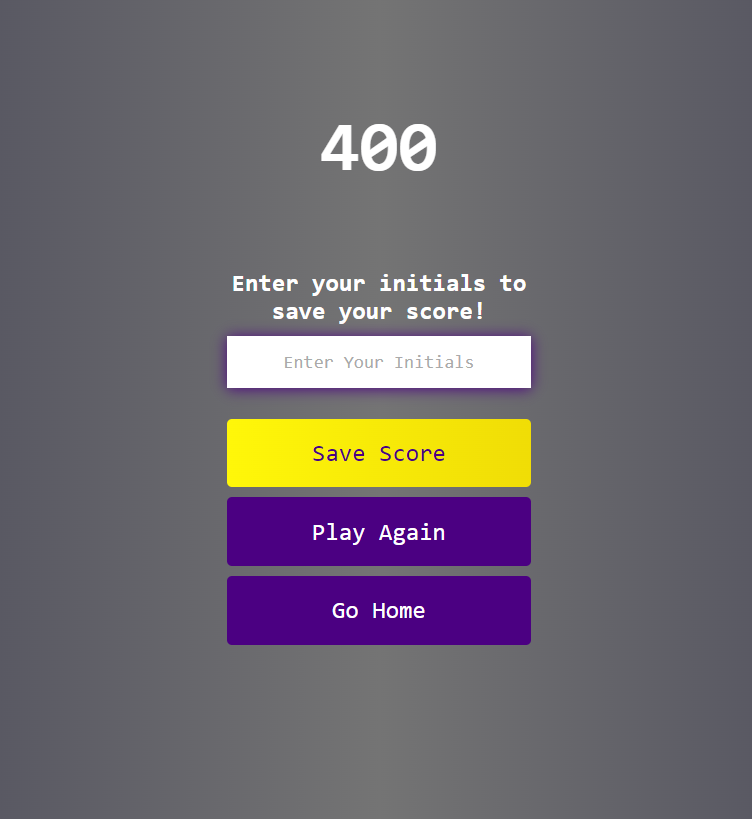 400
Enter your initials to
save your score!
Enter Your Initials
Save Score
Play Again
Go Home